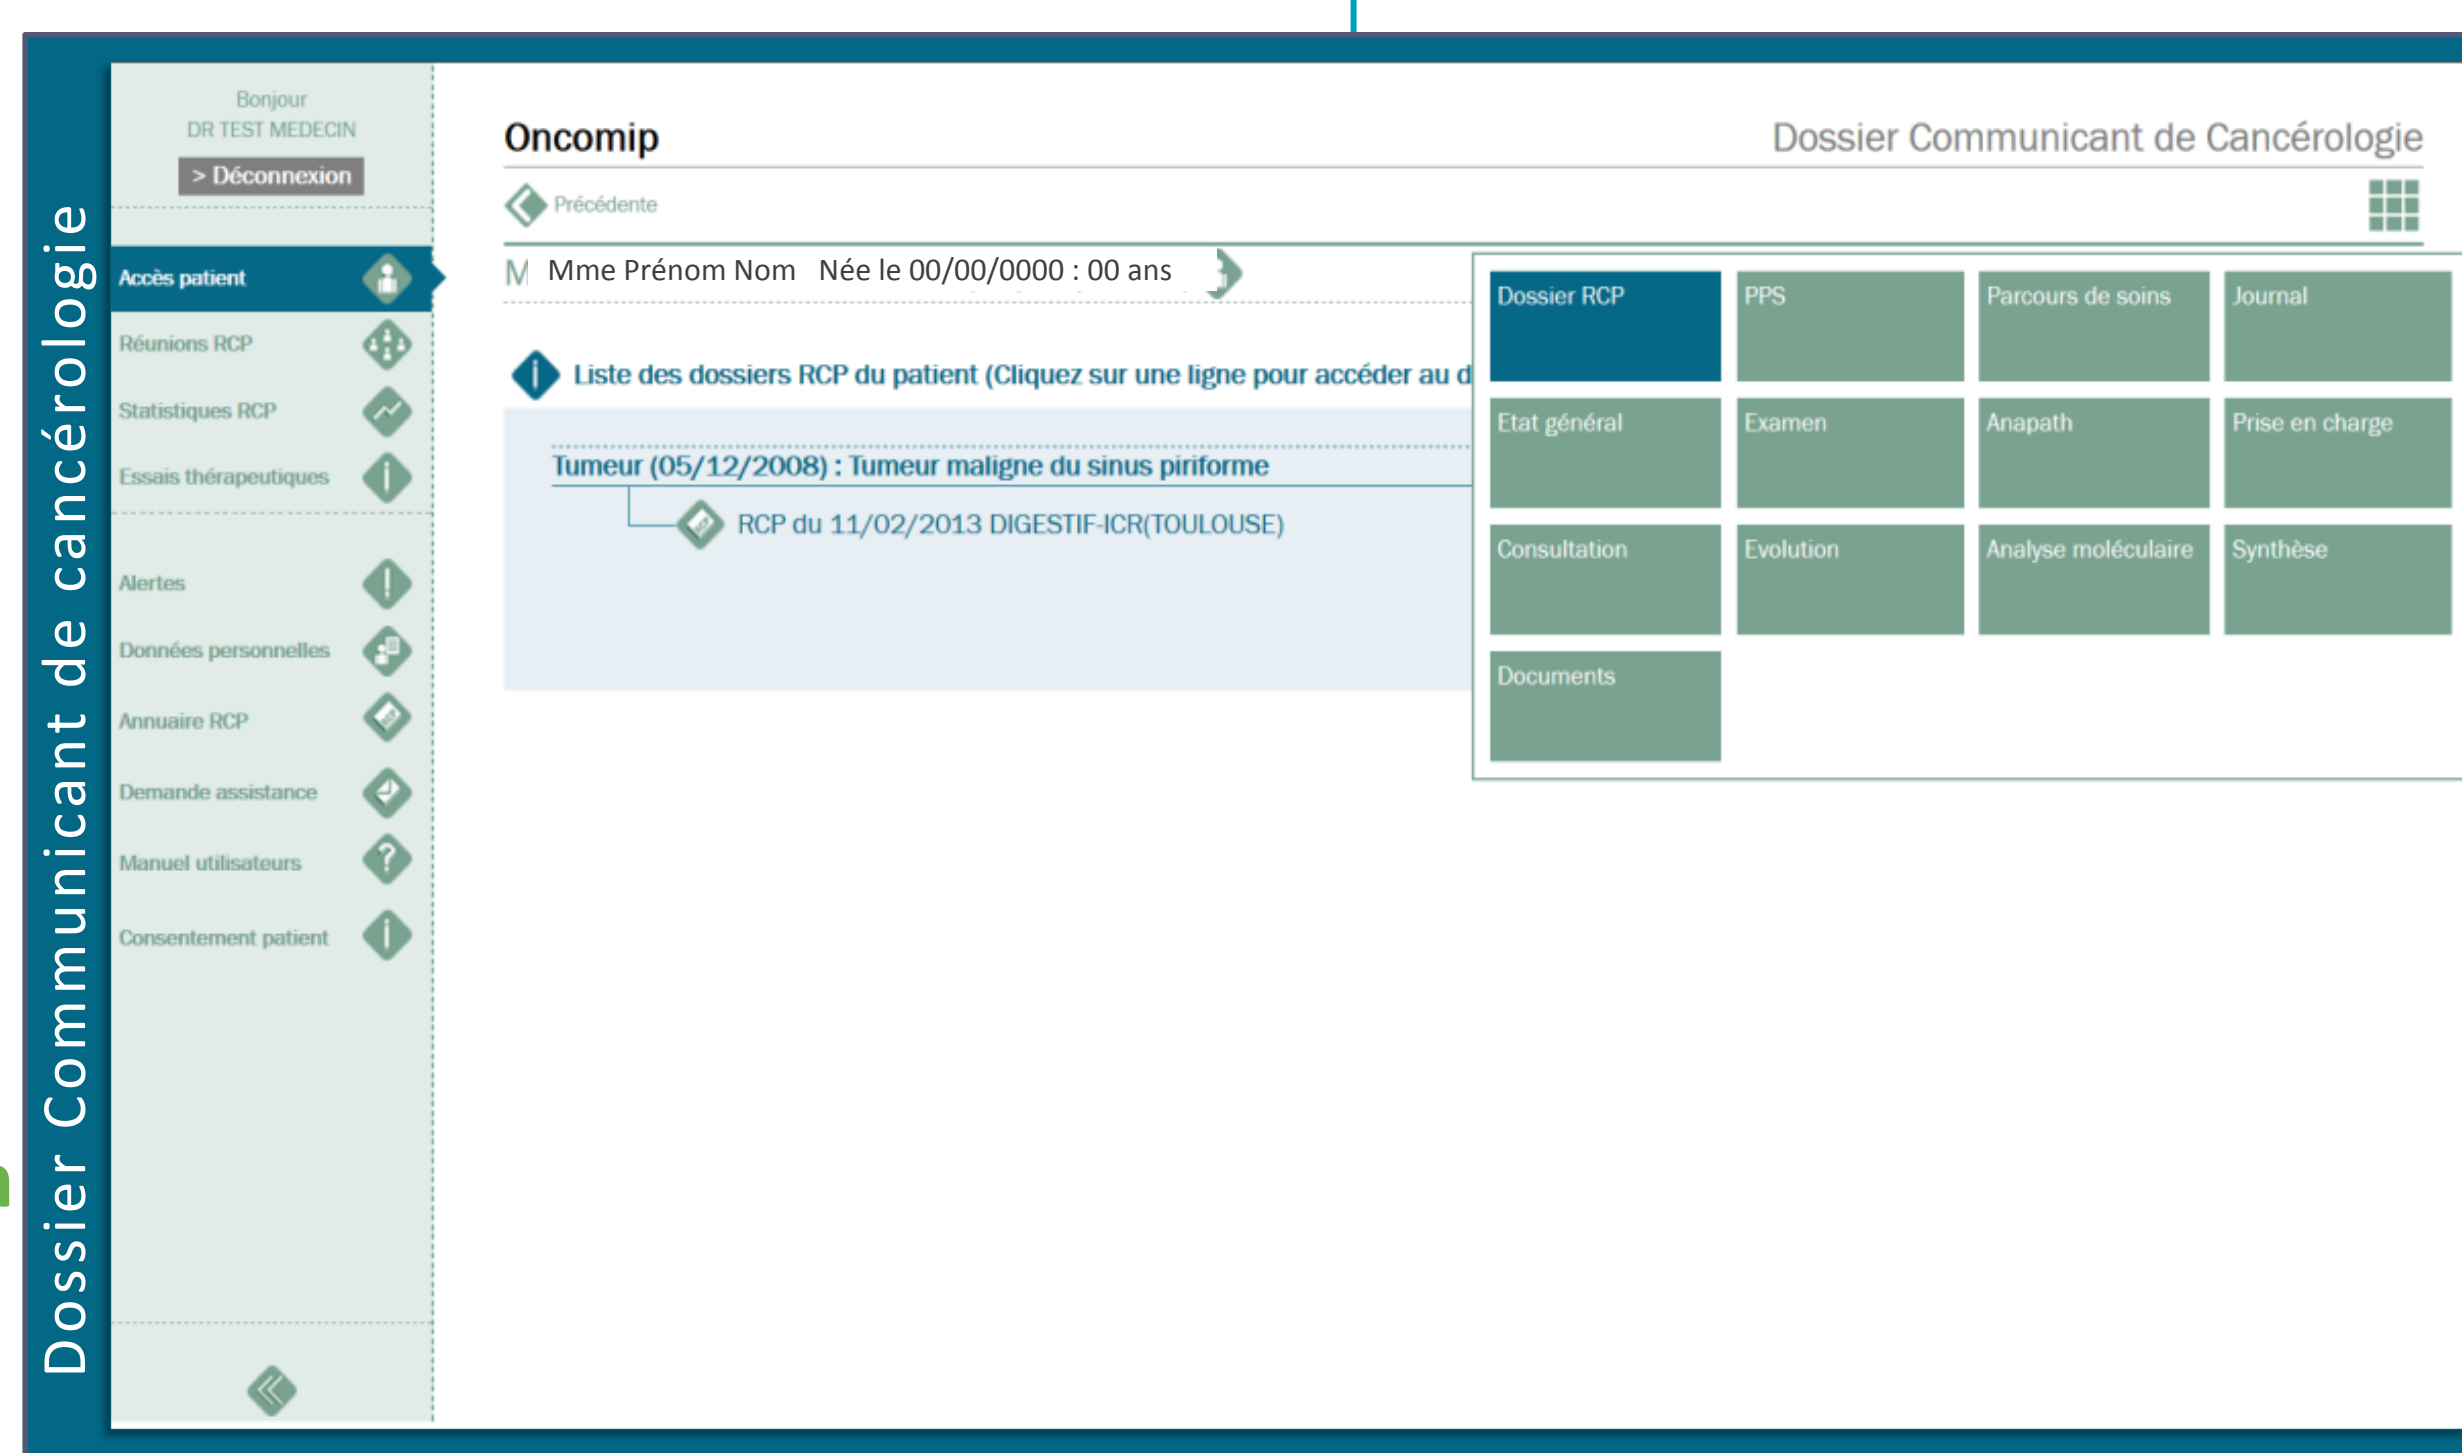 Dossier Communicant de cancérologie
Bonjour
DR TEST MEDECIN
> Déconnexion
Accès patient
Réunions RCP
Statistiques RCP
Essais thérapeutiques
Alertes
Données personnelles
Annuaire RCP
Demande assistance
Manuel utilisateurs
Consentement patient
Oncomip
Dossier Communicant de Cancérologie
Précédente
M Mme Prénom Nom Née le 00/00/0000 : 00 ans
Liste des dossiers RCP du patient (Cliquez sur une ligne pour accéder au d
Tumeur (05/12/2008) : Tumeur maligne du sinus piriforme
RCP du 11/02/2013 DIGESTIF-ICR(TOULOUSE)
Dossier RCP
PPS
Parcours de soins
Journal
Etat général
Examen
Anapath
Prise en charge
Consultation
Evolution
Analyse moléculaire
Synthèse
Documents